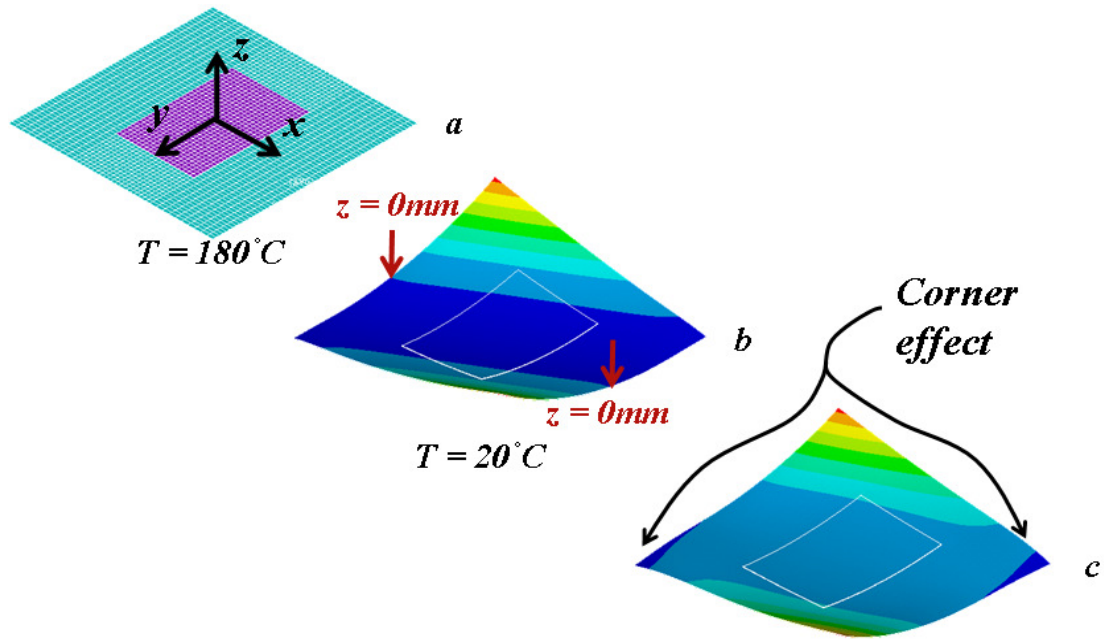 z
y
x
a
z = 0mm
T = 180°C
Corner
effect
b
z = 0mm
T = 20°C
c